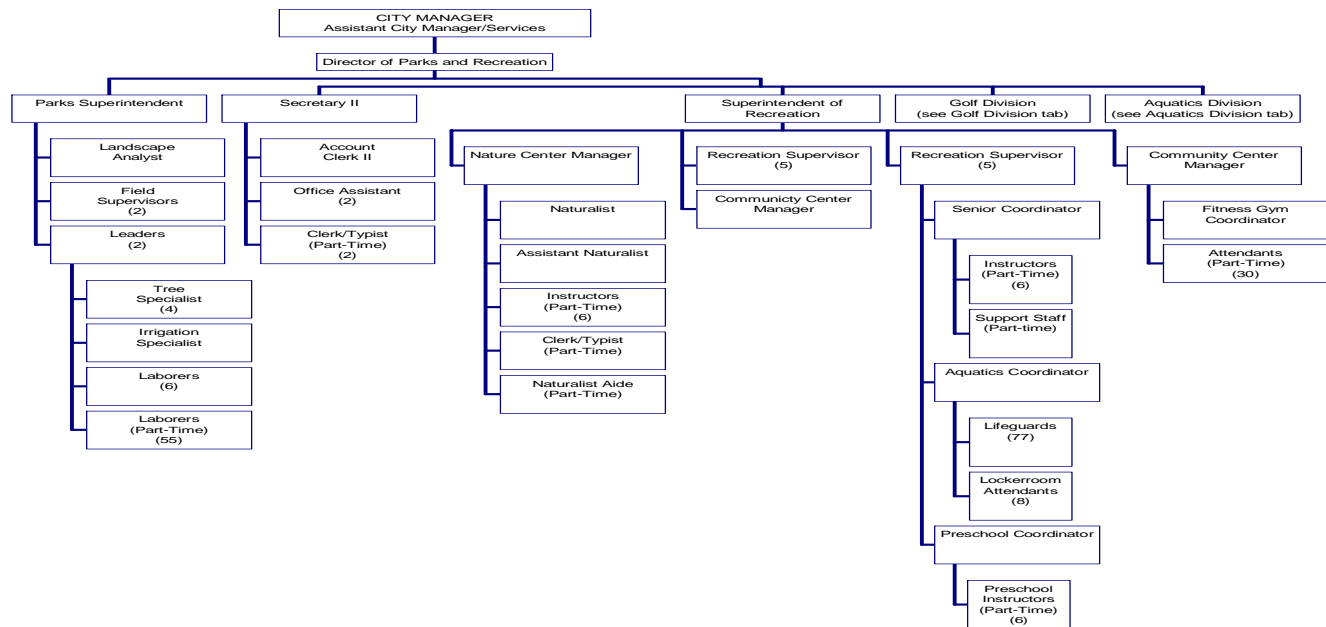 CITY MANAGER
Assistant City Manager/Services
Director of Parks and Recreation
Parks Superintendent
Secretary II
Superintendent of
Recreation
Golf Division
(see Golf Division tab)
Aquatics Division
(see Aquatics Division tab)
Landscape
Analyst
Field
Supervisors
(2)
Leaders
(2)
Tree
Specialist
(4)
Irrigation
Specialist
Laborers
(6)
Laborers
(Part-Time)
(55)
Account
Clerk II
Office Assistant
(2)
Clerk/Typist
(Part-Time)
(2)
Nature Center Manager
Naturalist
Assistant Naturalist
Instructors
(Part-Time)
(6)
Clerk/Typist
(Part-Time)
Naturalist Aide
(Part-Time)
Recreation Supervisor
(5)
Communicty Center
Manager
Recreation Supervisor
(5)
Senior Coordinator
Instructors
(Part-Time)
(6)
Support Staff
(Part-time)
Aquatics Coordinator
Lifeguards
(77)
Lockerroom
Attendants
(8)
Preschool Coordinator
Preschool
Instructors
(Part-Time)
(6)
Community Center
Manager
Fitness Gym
Coordinator
Attendants
(Part-Time)
(30)